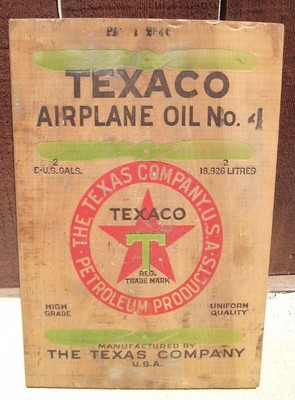 TEXACO
AIRPLANE OIL No. 4
2
5-U.S. GALS.
2
18.926 LITRES
THE TEXAS COMPANY U.S.A.
PETROLEUM PRODUCTS
TEXACO
T
REG.
TRADE MARK
HIGH
GRADE
UNIFORM
QUALITY
MANUFACTURED BY
THE TEXAS COMPANY
U.S.A.